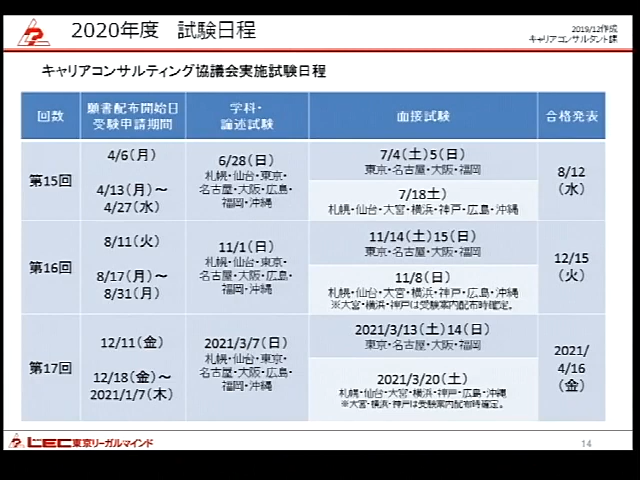 2020年度 試験日程
2019/12作成
キャリアコンサルタント課
キャリアコンサルティング協議会実施試験日程
回数
願書配布開始日
受験申請期間
学科・
論述試験
面接試験
合格発表
第15回
4/6(月)
4/13(月)～
4/27(水)
6/28(日)
札幌・仙台・東京・
名古屋・大阪・広島・
福岡・沖縄
7/4(土)5(日)
東京・名古屋・大阪・福岡
7/18土)
札幌・仙台・大宮・横浜・神戸・広島・沖縄
8/12
(水)
第16回
8/11(火)
8/17(月)～
8/31(月)
11/1(日)
札幌・仙台・東京・
名古屋・大阪・広島・
福岡・沖縄
11/14(土)15(日)
東京・名古屋・大阪・福岡
11/8(日)
札幌・仙台・大宮・横浜・神戸・広島・沖縄
※大宮・横浜・神戸は受験案内配布時確定。
12/15
(火)
第17回
12/11(金)
12/18(金)～
2021/1/7(木)
2021/3/7(日)
札幌・仙台・東京・
名古屋・大阪・広島・
福岡・沖縄
2021/3/13(土)14(日)
東京・名古屋・大阪・福岡
2021/3/20(土)
札幌・仙台・大宮・横浜・神戸・広島・沖縄
※大宮・横浜・神戸は受験案内配布時確定。
2021/
4/16
(金)
LEC東京リーガルマインド
14